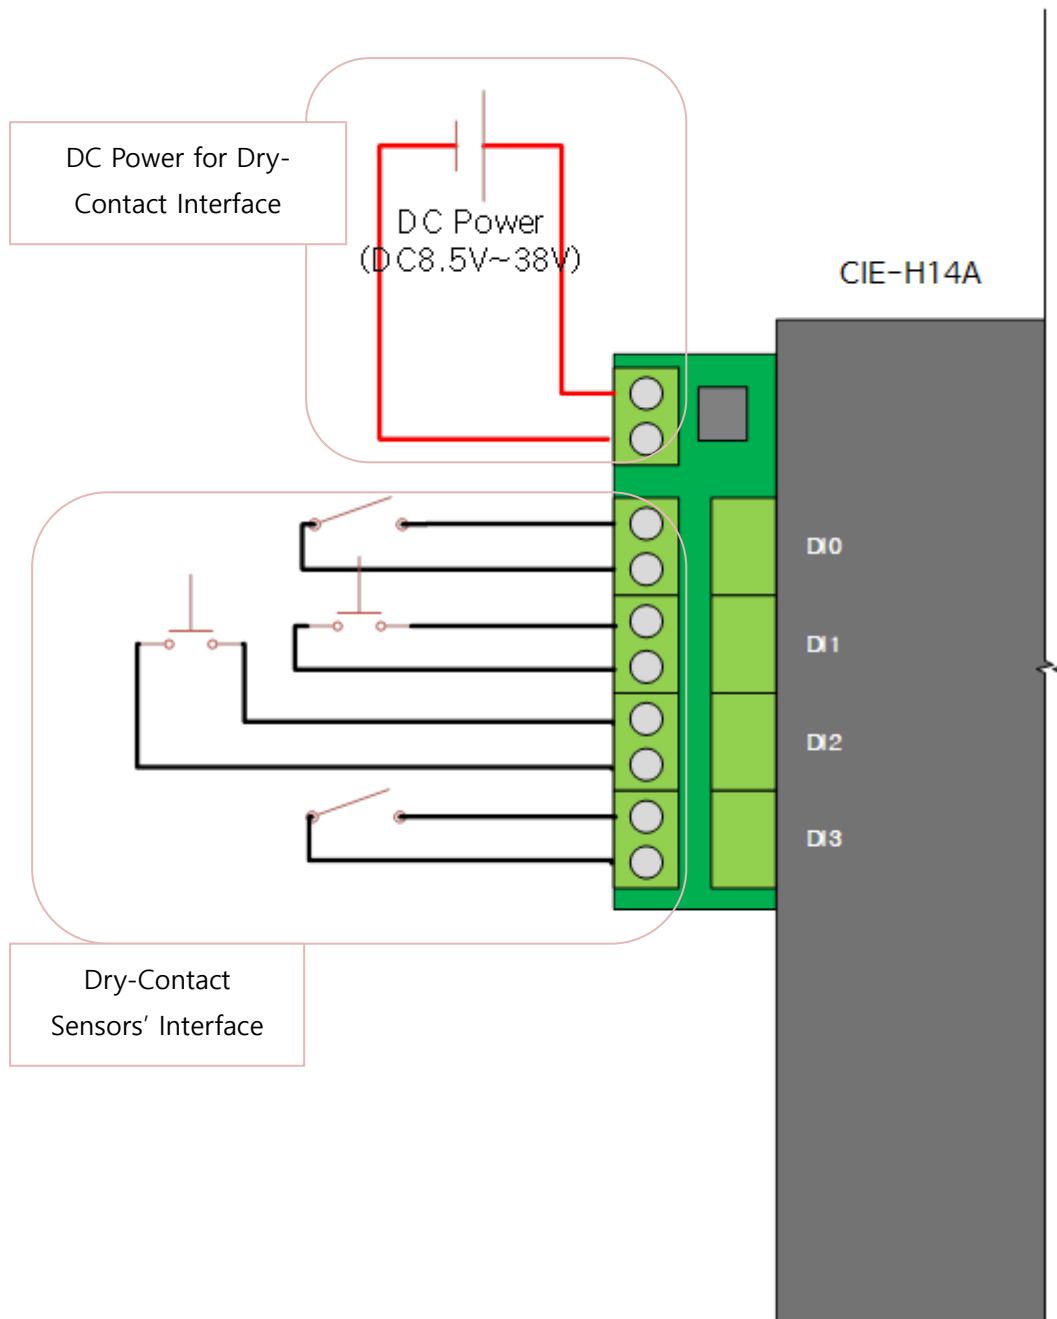 DC Power for Dry-
Contact Interface
DC Power
(DC8.5V~38V)
CIE-H14A
DI0
DI1
DI2
DI3
Dry-Contact
Sensors’ Interface